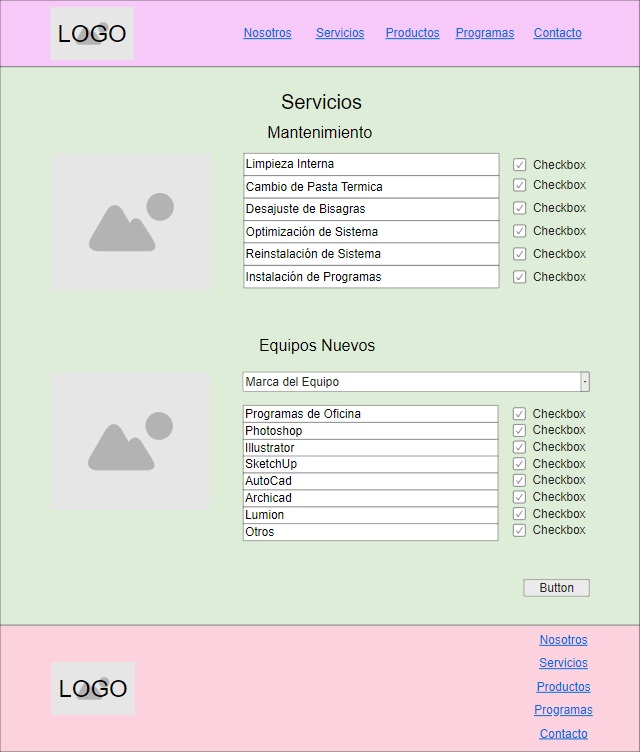 LOGO
Nosotros Servicios Productos Programas Contacto
Servicios
Mantenimiento
Limpieza Interna Checkbox
Cambio de Pasta Termica Checkbox
Desajuste de Bisagras Checkbox
Optimización de Sistema Checkbox
Reinstalación de Sistema Checkbox
Instalación de Programas Checkbox
Equipos Nuevos
Marca del Equipo
Programas de Oficina Checkbox
Photoshop Checkbox
Illustrator Checkbox
SketchUp Checkbox
AutoCad Checkbox
Archicad Checkbox
Lumion Checkbox
Otros Checkbox
Button
LOGO
Nosotros
Servicios
Productos
Programas
Contacto